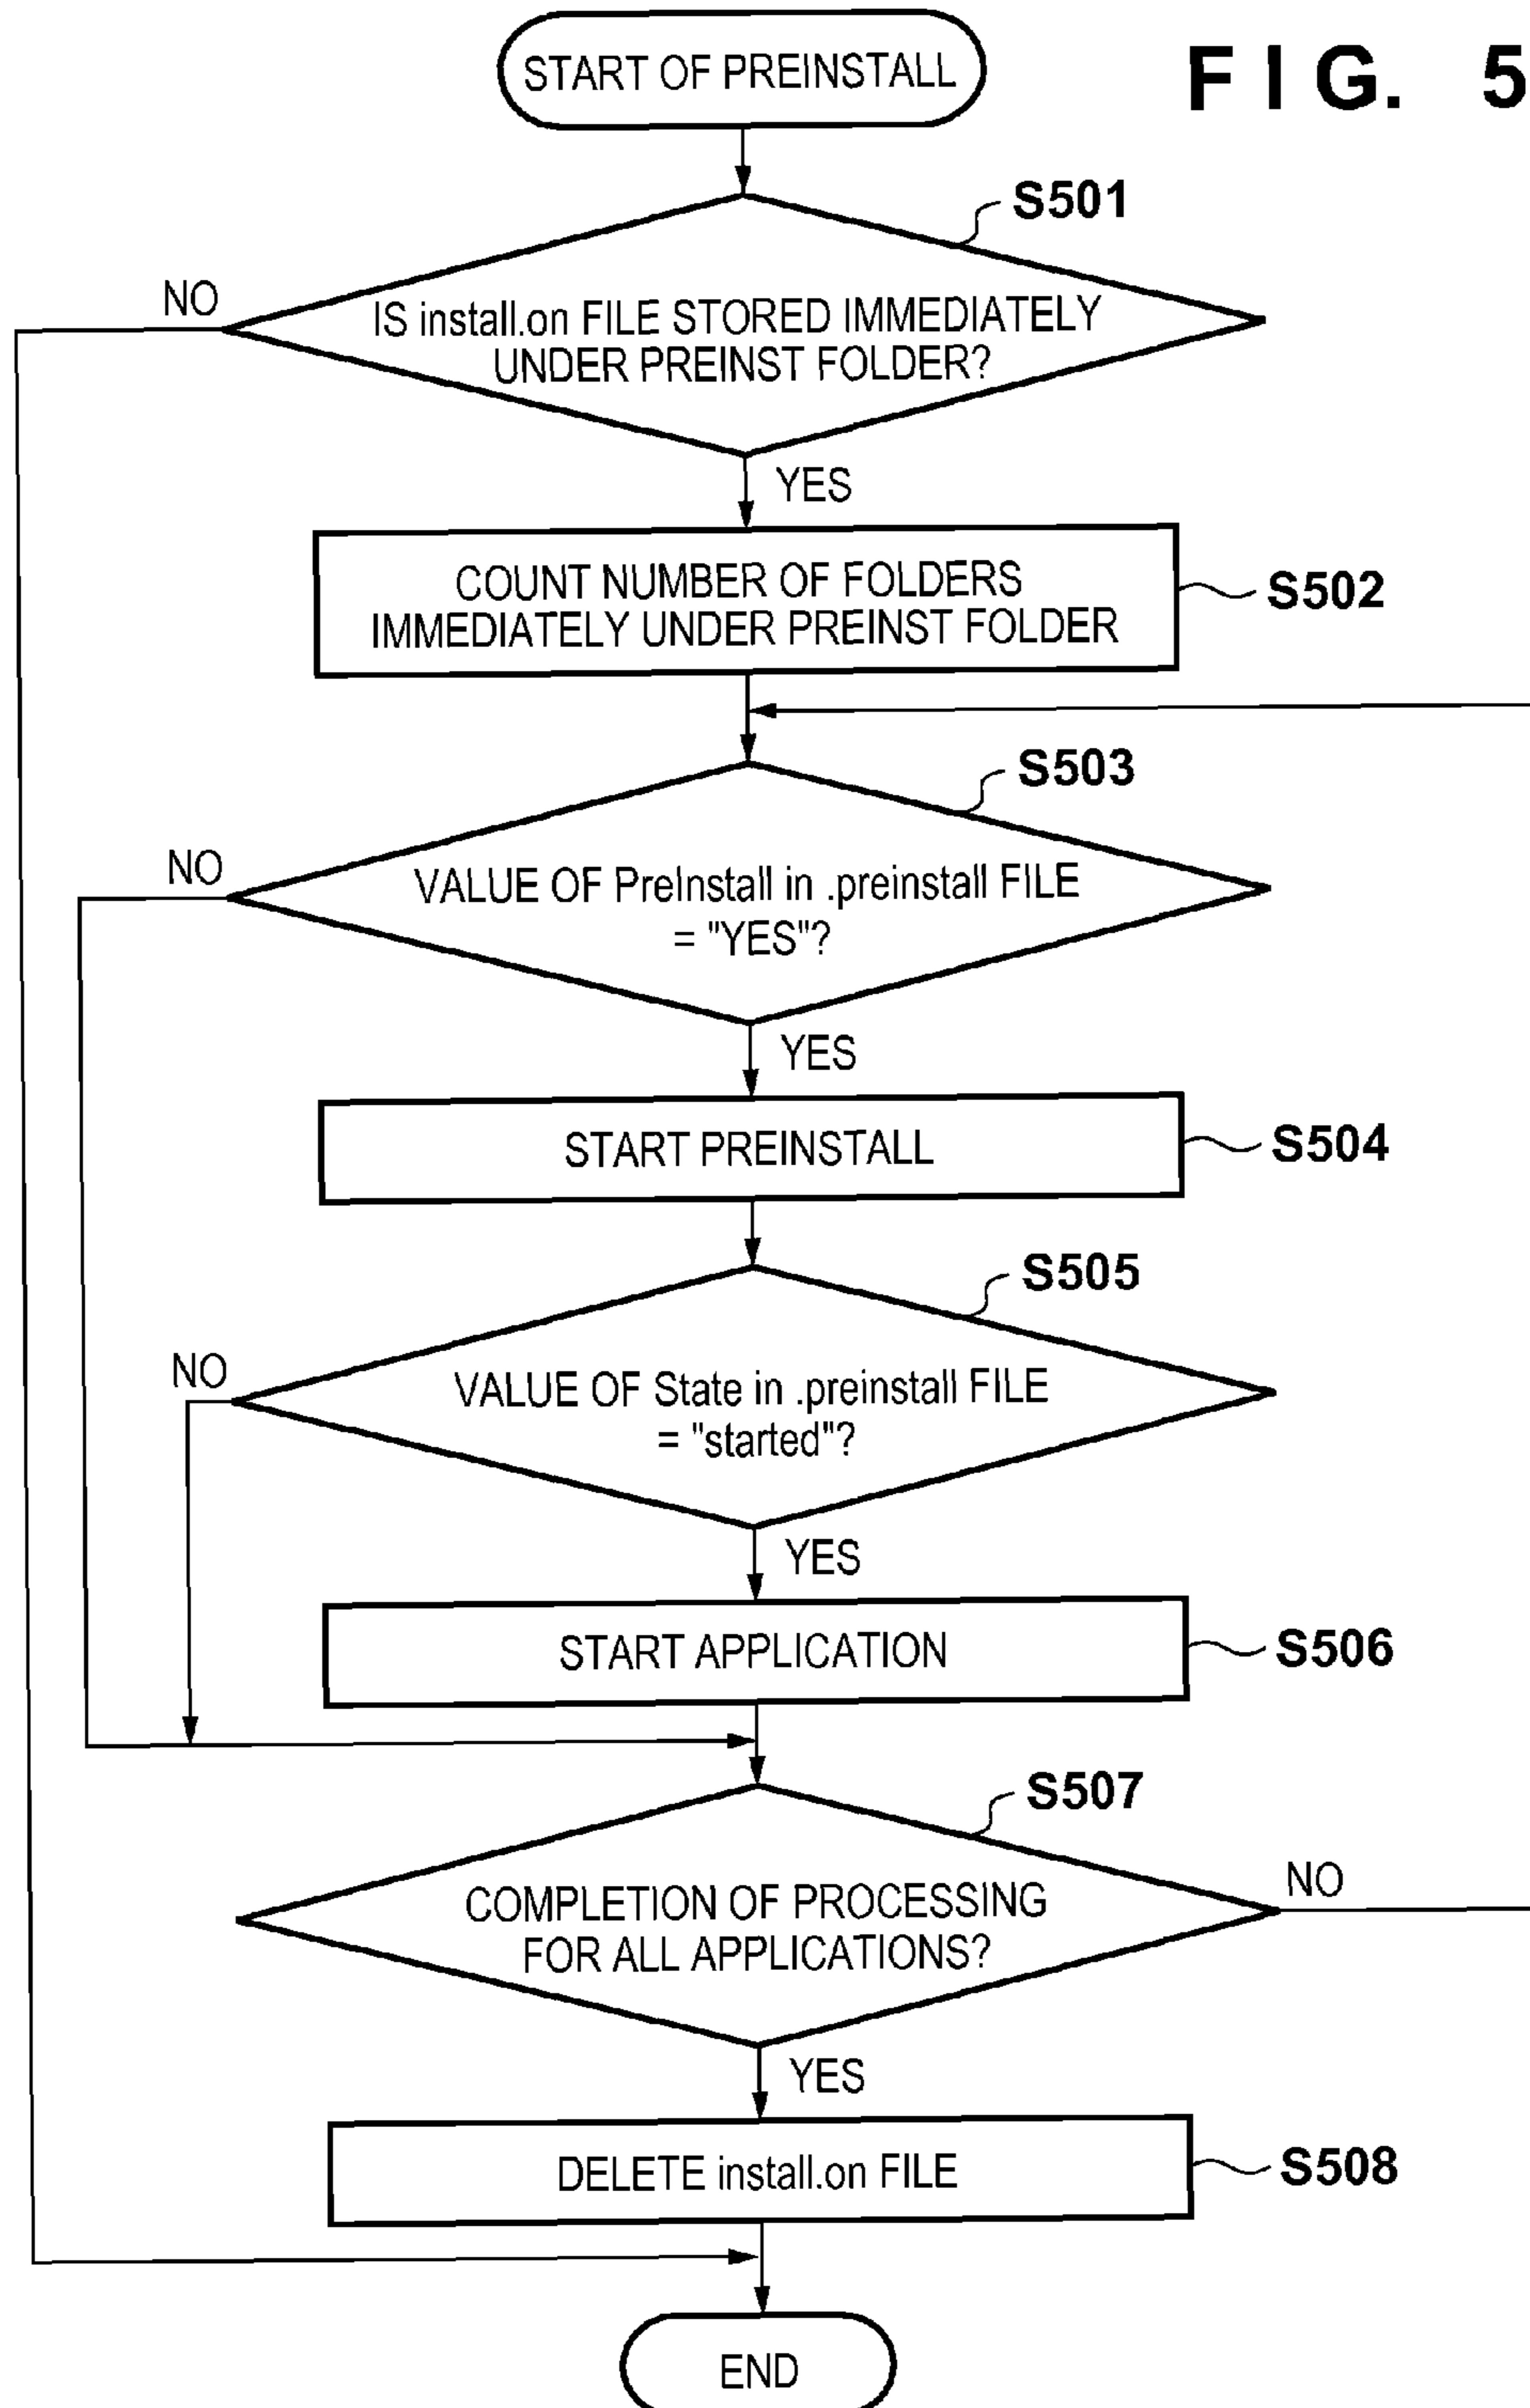 START OF PREINSTALL
FIG. 5
S501
NO
IS install.on FILE STORED IMMEDIATELY
UNDER PREINST FOLDER?
YES
COUNT NUMBER OF FOLDERS
IMMEDIATELY UNDER PREINST FOLDER
S502
S503
NO
VALUE OF PreInstall in .preinstall FILE
= "YES"?
YES
START PREINSTALL
S504
S505
NO
VALUE OF State in .preinstall FILE
= "started"?
YES
START APPLICATION
S506
S507
NO
COMPLETION OF PROCESSING
FOR ALL APPLICATIONS?
YES
DELETE install.on FILE
S508
END